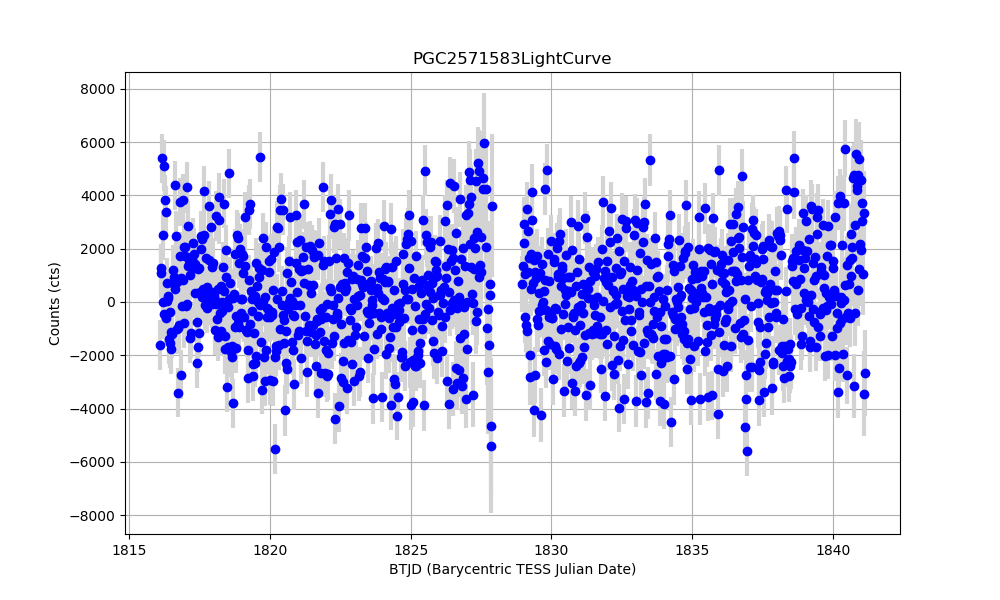 PGC2571583LightCurve
Counts (cts)
8000
6000
4000
2000
0
−2000
−4000
−6000
−8000
1815 1820 1825 1830 1835 1840
BTJD (Barycentric TESS Julian Date)